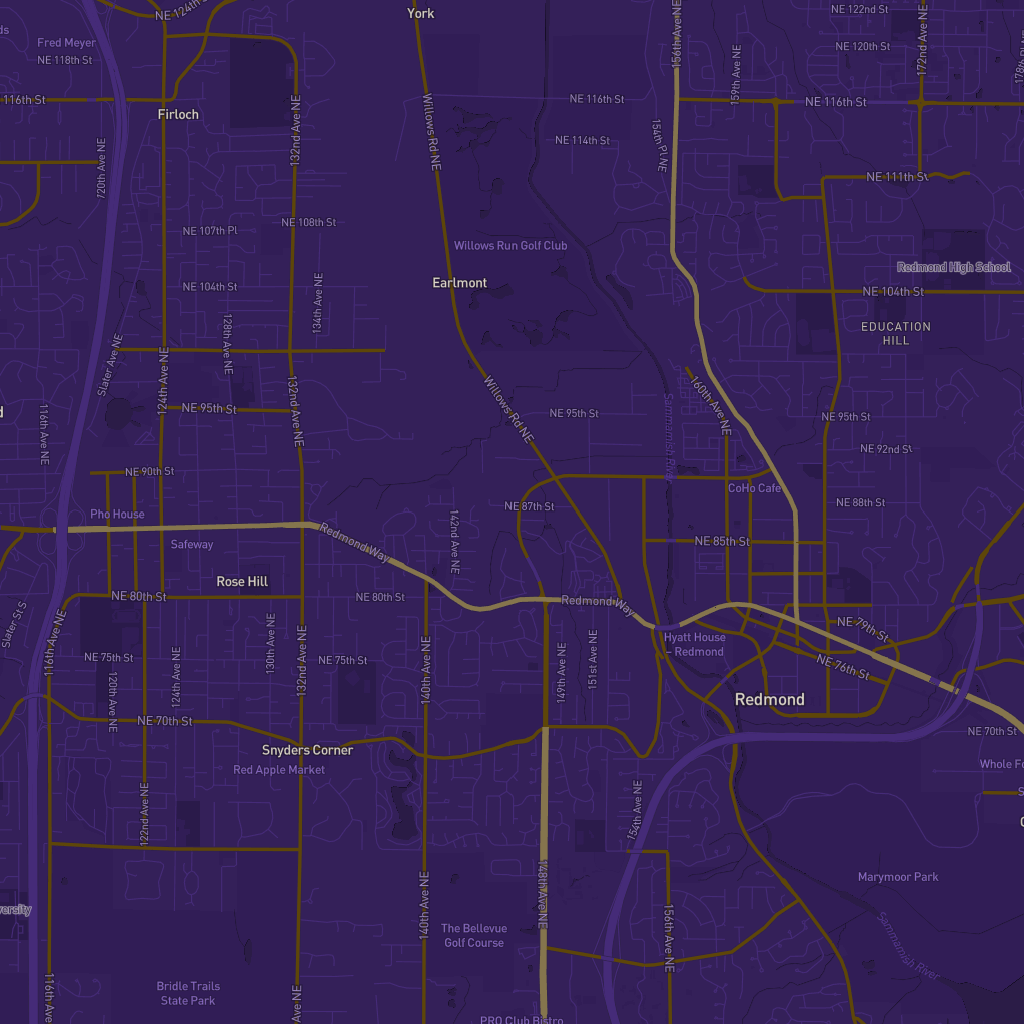 York
NE 124th St
NE 122nd St
Fred Meyer
NE 118th St
156th Ave NE
172nd Ave NE
NE 120th St
159th Ave NE
116th St
NE 116th St
NE 116th St
Firloch
132nd Ave NE
Willows Rd NE
154th Pl NE
NE 114th St
120th Ave NE
NE 111th St
NE 108th St
NE 107th Pl
Willows Run Golf Club
Redmond High School
Earlmont
NE 104th St
134th Ave NE
NE 104th St
128th Ave NE
EDUCATION
HILL
Slater Ave NE
124th Ave NE
132nd Ave NE
NE 95th St
116th Ave NE
Willows Rd NE
NE 95th St
Sammamish River
160th Ave NE
NE 95th St
NE 92nd St
NE 90th St
CoHo Cafe
NE 88th St
Pho House
NE 87th St
142nd Ave NE
Safeway
Redmond Way
NE 85th St
Rose Hill
NE 80th St
NE 80th St
Redmond Way
Slater St S
116th Ave NE
NE 79th St
Hyatt House
– Redmond
130th Ave NE
132nd Ave NE
140th Ave NE
149th Ave NE
151st Ave NE
NE 75th St
NE 75th St
NE 76th St
120th Ave NE
124th Ave NE
Redmond
NE 70th St
NE 70th St
Snyders Corner
Red Apple Market
Whole Fo
122nd Ave NE
154th Ave NE
148th Ave NE
Marymoor Park
140th Ave NE
156th Ave NE
versity
The Bellevue
Golf Course
Sammamish River
Bridle Trails
State Park
116th Ave
Ave NE
PRO Club Bistro